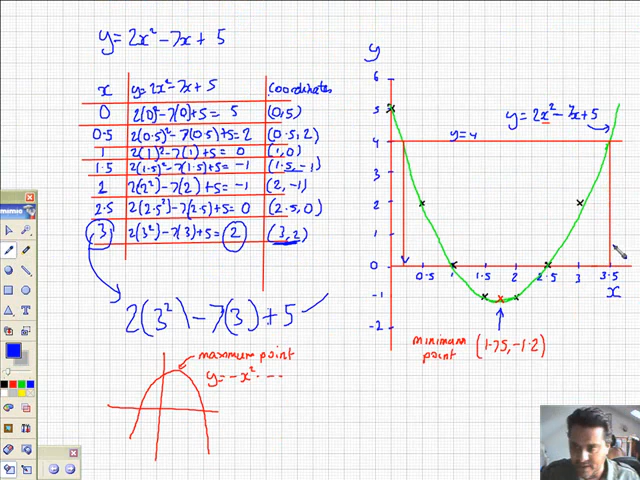 y = 2x² - 7x + 5
x y = 2x² - 7x + 5 coordinates
0 2(0)² - 7(0) + 5 = 5 (0,5)
0.5 2(0.5)² - 7(0.5) + 5 = 2 (0.5, 2)
1 2(1)² - 7(1) + 5 = 0 (1,0)
1.5 2(1.5)² - 7(1.5) + 5 = -1 (1.5, -1)
2 2(2²) - 7(2) + 5 = -1 (2, -1)
2.5 2(2.5²) - 7(2.5) + 5 = 0 (2.5, 0)
3 2(3²) - 7(3) + 5 = 2 (3,2)
2(3²) - 7(3) + 5
maximum point
y = -x² - - -
y
6
5
4
3
2
1
0
-1
-2
0.5 1 1.5 2 2.5 3 3.5
x
y = 2x² - 7x + 5
y = 4
minimum point (1.75, -1.2)